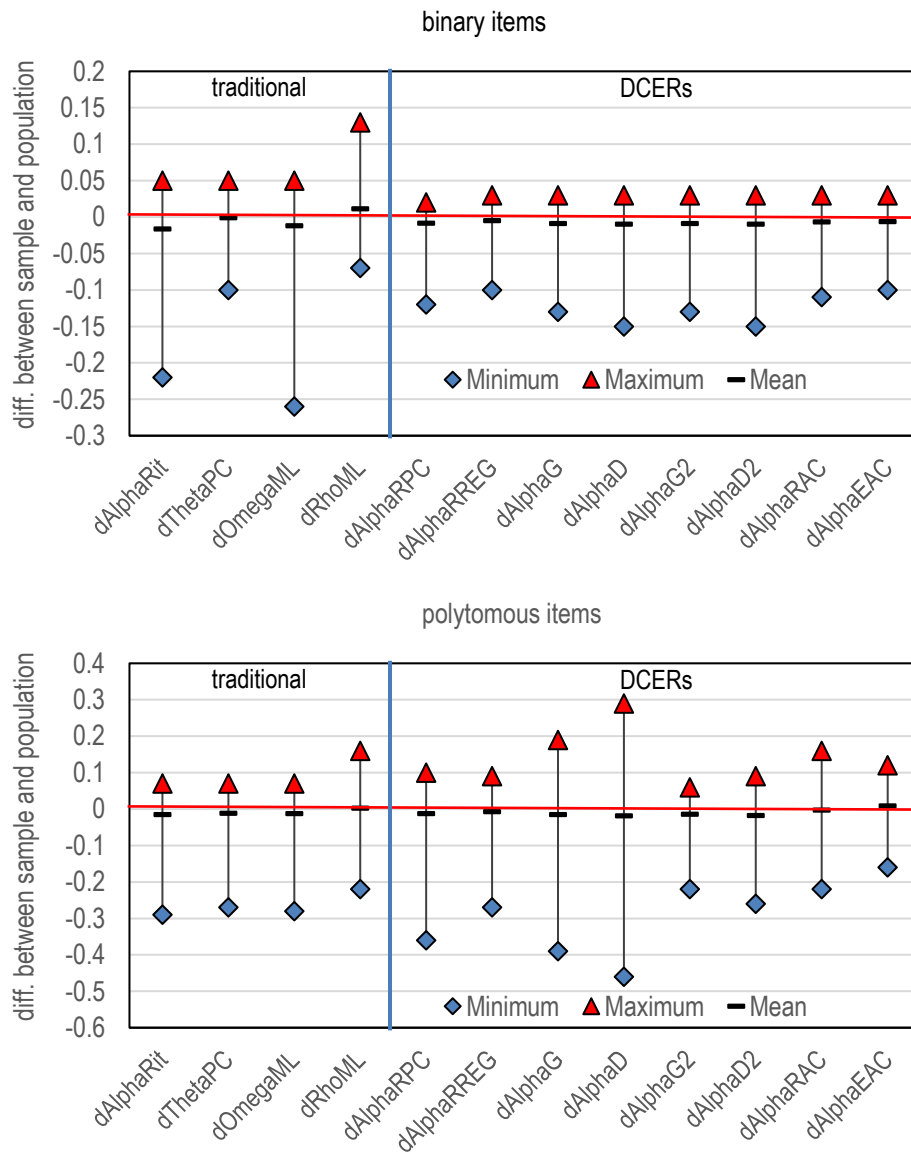 binary items
diff. between sample and population
0.2
0.15
0.1
0.05
0
-0.05
-0.1
-0.15
-0.2
-0.25
-0.3
traditional
DCERs
Minimum Maximum Mean
dAlphaRit
dThetaPC
dOmegaML
dRhoML
dAlphaRPC
dAlphaRREG
dAlphaG
dAlphaD
dAlphaG2
dAlphaD2
dAlphaRAC
dAlphaEAC
polytomous items
diff. between sample and population
0.4
0.3
0.2
0.1
0
-0.1
-0.2
-0.3
-0.4
-0.5
-0.6
traditional
DCERs
Minimum Maximum Mean
dAlphaRit
dThetaPC
dOmegaML
dRhoML
dAlphaRPC
dAlphaRREG
dAlphaG
dAlphaD
dAlphaG2
dAlphaD2
dAlphaRAC
dAlphaEAC